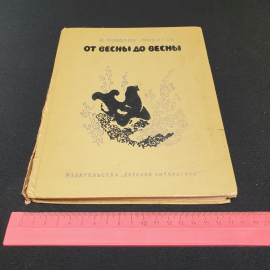 И. СОКОЛОВ-МИКИТОВ
ОТ ВЕСНЫ ДО ВЕСНЫ
ИЗДАТЕЛЬСТВО „ДЕТСКАЯ ЛИТЕРАТУРА"